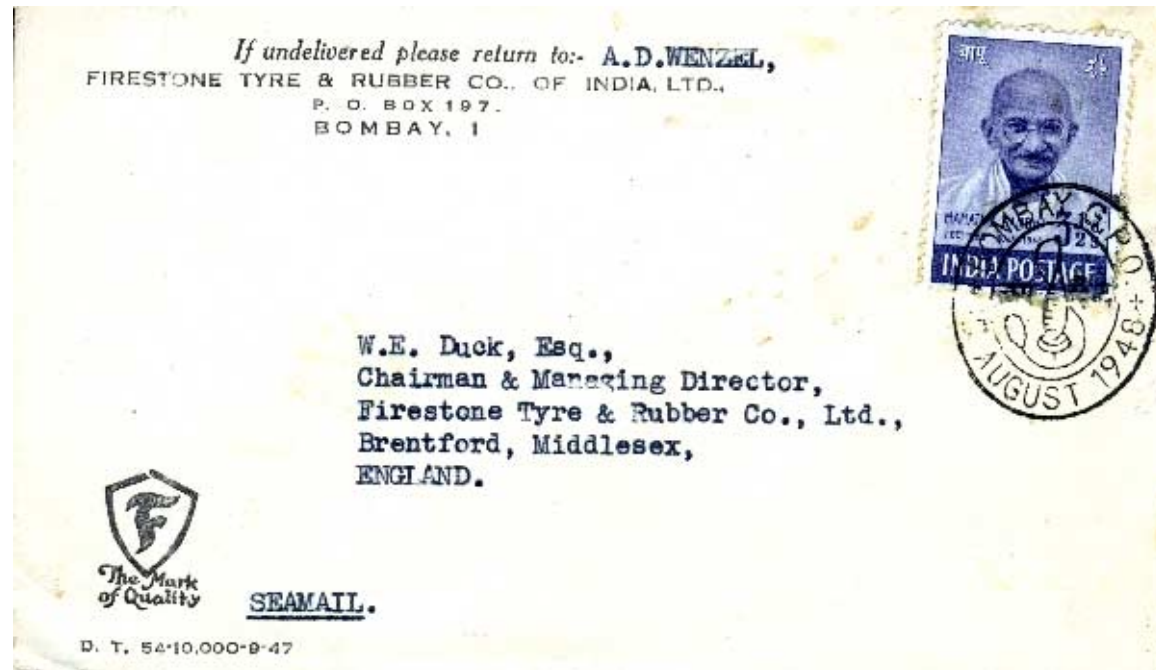 If undelivered please return to:- A.D.WENZEL,
FIRESTONE TYRE & RUBBER CO., OF INDIA, LTD.,
P. O. BOX 197.
BOMBAY, 1
बापू
INDIA POSTAGE
BOMBAY G.P.O.
AUGUST 1948
W.E. Duck, Esq.,
Chairman & Managing Director,
Firestone Tyre & Rubber Co., Ltd.,
Brentford, Middlesex,
ENGLAND.
F
The Mark
of Quality
SEAMAIL.
D. T. 54-10,000-9-47